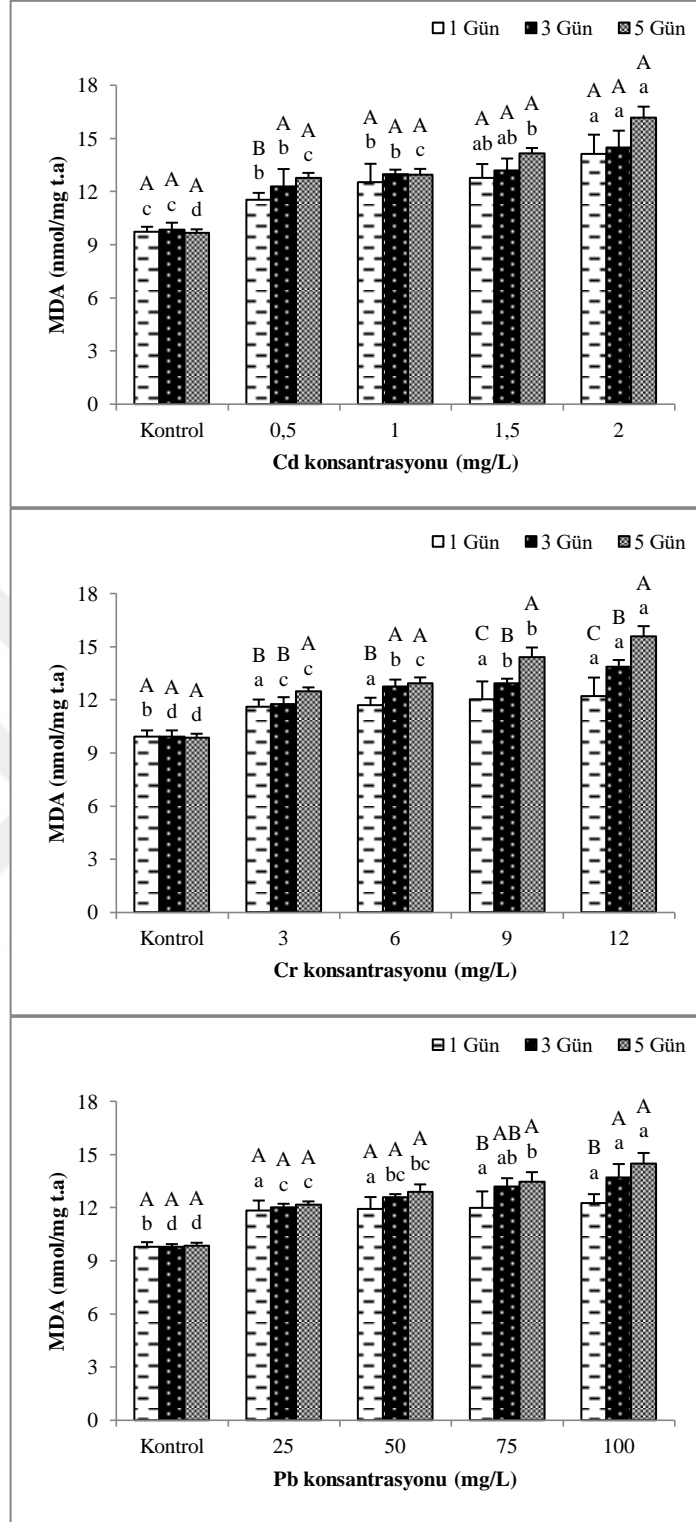 1 Gün 3 Gün 5 Gün
MDA (nmol/mg t.a)
18
15
12
9
6
3
0
A A A B A A A A A A A A A A A
c c d b b c b b c ab ab b a a a
Kontrol 0,5 1 1,5 2
Cd konsantrasyonu (mg/L)
1 Gün 3 Gün 5 Gün
MDA (nmol/mg t.a)
18
15
12
9
6
3
0
A A A B B A B A A C B A C B A
b d d a c c a b c a b b a a a
Kontrol 3 6 9 12
Cr konsantrasyonu (mg/L)
1 Gün 3 Gün 5 Gün
MDA (nmol/mg t.a)
18
15
12
9
6
3
0
A A A A A A A A A B AB A B A A
b d d a c c a bc bc a ab b a a a
Kontrol 25 50 75 100
Pb konsantrasyonu (mg/L)